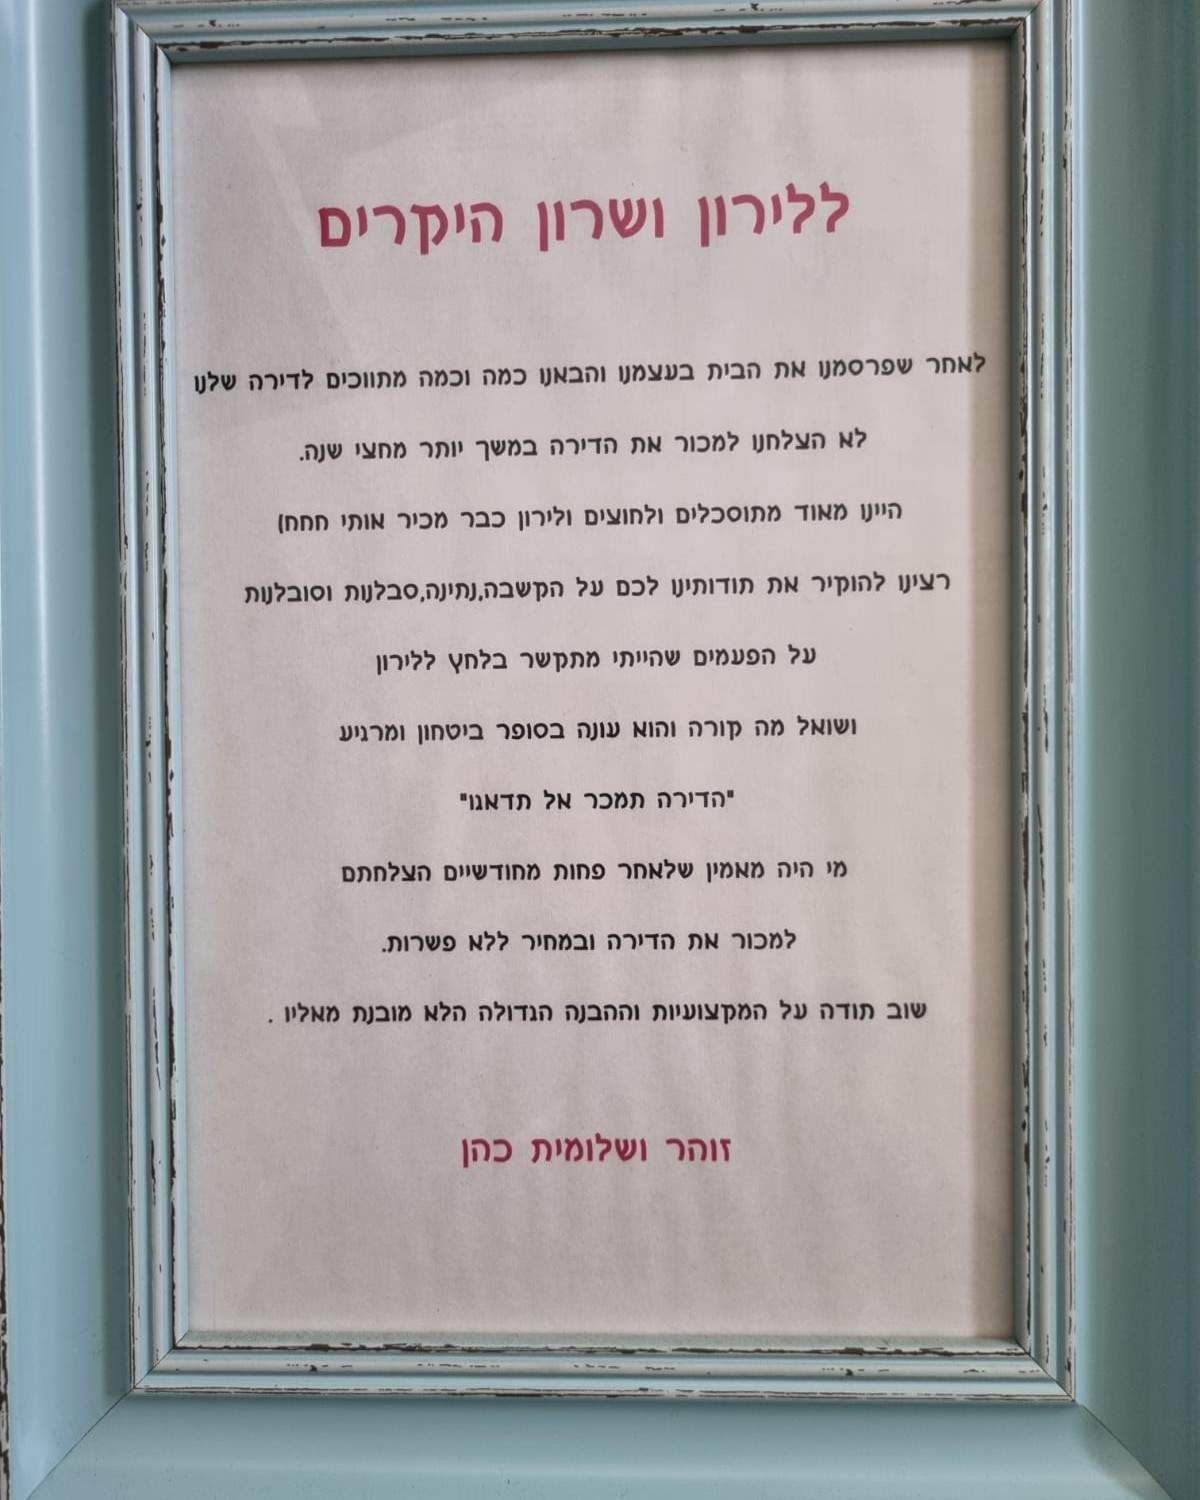 ללירון ושרון היקרים
לאחר שפרסמנו את הבית בעצמנו והבאנו כמה וכמה מתווכים לדירה שלנו
לא הצלחנו למכור את הדירה במשך יותר מחצי שנה.
היינו מאוד מתוסכלים ולחוצים ולירון כבר מכיר אותי חחח)
רצינו להוקיר את תודותינו לכם על הקשבה,נתינה,סבלנות וסובלנות
על הפעמים שהייתי מתקשר בלחץ ללירון
ושואל מה קורה והוא עונה בסופר ביטחון ומרגיע
"הדירה תמכר אל תדאגו"
מי היה מאמין שלאחר פחות מחודשיים הצלחתם
למכור את הדירה ובמחיר ללא פשרות.
שוב תודה על המקצועיות וההבנה הגדולה הלא מובנת מאליו .
זוהר ושלומית כהן